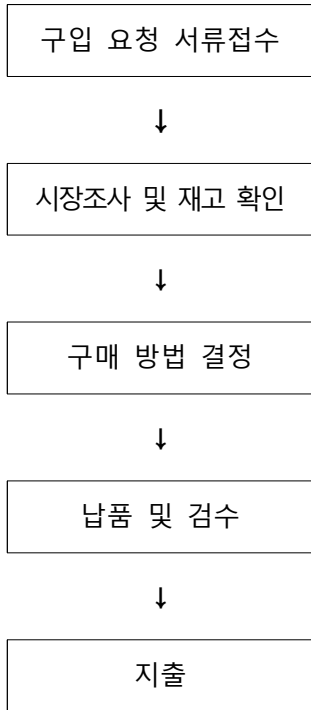 구입 요청 서류접수
↓
시장조사 및 재고 확인
↓
구매 방법 결정
↓
납품 및 검수
↓
지출